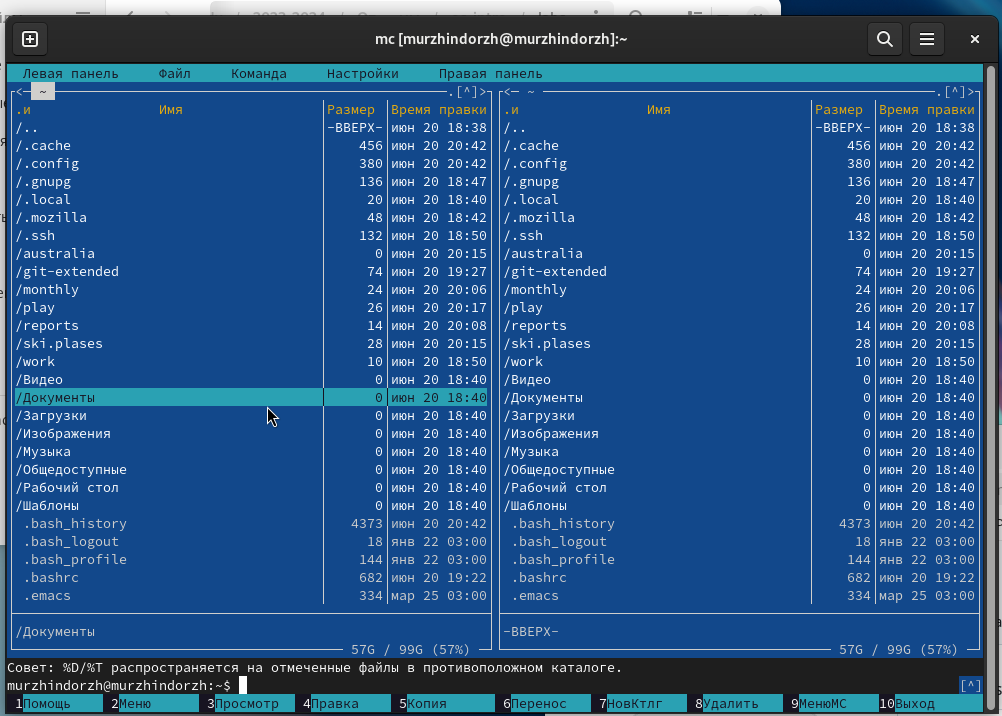 mc [murzhindorzh@murzhindorzh]:~
Левая панель Файл Команда Настройки Правая панель
<- ~ .[^]> <- ~ .[^]>
.и Имя Размер Время правки .и Имя Размер Время правки
/.. -ВВЕРХ- июн 20 18:38 /.. -ВВЕРХ- июн 20 18:38
/.cache 456 июн 20 20:42 /.cache 456 июн 20 20:42
/.config 380 июн 20 20:42 /.config 380 июн 20 20:42
/.gnupg 136 июн 20 18:47 /.gnupg 136 июн 20 18:47
/.local 20 июн 20 18:40 /.local 20 июн 20 18:40
/.mozilla 48 июн 20 18:42 /.mozilla 48 июн 20 18:42
/.ssh 132 июн 20 18:50 /.ssh 132 июн 20 18:50
/australia 0 июн 20 20:15 /australia 0 июн 20 20:15
/git-extended 74 июн 20 19:27 /git-extended 74 июн 20 19:27
/monthly 24 июн 20 20:06 /monthly 24 июн 20 20:06
/play 26 июн 20 20:17 /play 26 июн 20 20:17
/reports 14 июн 20 20:08 /reports 14 июн 20 20:08
/ski.plases 28 июн 20 20:15 /ski.plases 28 июн 20 20:15
/work 10 июн 20 18:50 /work 10 июн 20 18:50
/Видео 0 июн 20 18:40 /Видео 0 июн 20 18:40
/Документы 0 июн 20 18:40 /Документы 0 июн 20 18:40
/Загрузки 0 июн 20 18:40 /Загрузки 0 июн 20 18:40
/Изображения 0 июн 20 18:40 /Изображения 0 июн 20 18:40
/Музыка 0 июн 20 18:40 /Музыка 0 июн 20 18:40
/Общедоступные 0 июн 20 18:40 /Общедоступные 0 июн 20 18:40
/Рабочий стол 0 июн 20 18:40 /Рабочий стол 0 июн 20 18:40
/Шаблоны 0 июн 20 18:40 /Шаблоны 0 июн 20 18:40
.bash_history 4373 июн 20 20:42 .bash_history 4373 июн 20 20:42
.bash_logout 18 янв 22 03:00 .bash_logout 18 янв 22 03:00
.bash_profile 144 янв 22 03:00 .bash_profile 144 янв 22 03:00
.bashrc 682 июн 20 19:22 .bashrc 682 июн 20 19:22
.emacs 334 мар 25 03:00 .emacs 334 мар 25 03:00
/Документы -ВВЕРХ-
57G / 99G (57%) 57G / 99G (57%)
Совет: %D/%T распространяется на отмеченные файлы в противоположном каталоге.
murzhindorzh@murzhindorzh:~$ [^]
1Помощь 2Меню 3Просмотр 4Правка 5Копия 6Перенос 7НовКтлг 8Удалить 9МенюMC 10Выход